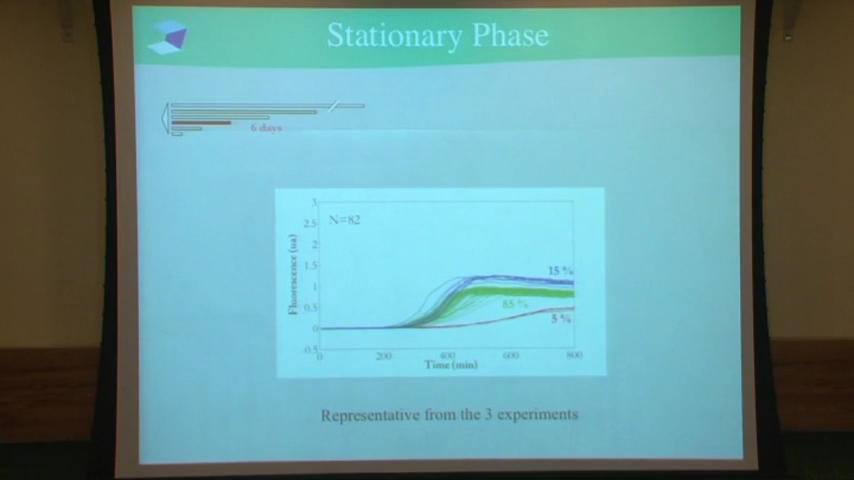 Stationary Phase
6 days
N=82
Fluorescence (ua)
3
2.5
2
1.5
1
0.5
0
-0.5
15 %
85 %
5 %
0
200
400
600
800
Time (min)
Representative from the 3 experiments